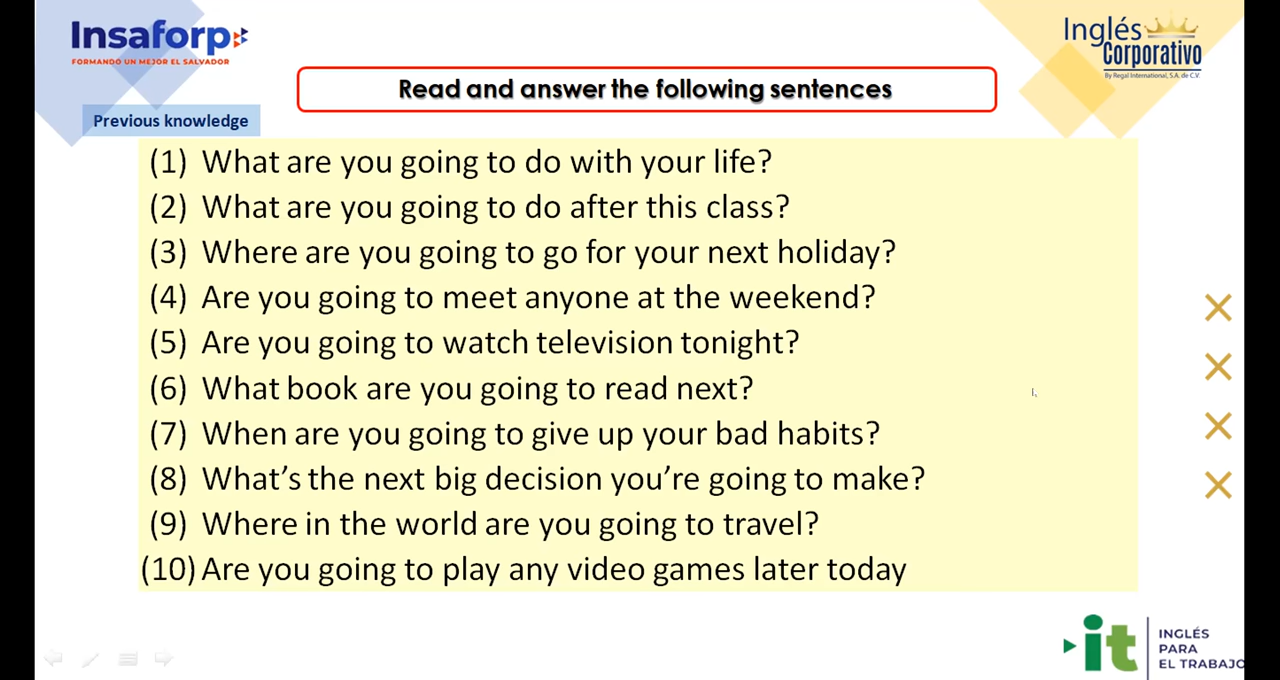 Insaforp
FORMANDO UN MEJOR EL SALVADOR
Inglés
Corporativo
By Regal International, S.A. de C.V.
Read and answer the following sentences
Previous knowledge
(1) What are you going to do with your life?
(2) What are you going to do after this class?
(3) Where are you going to go for your next holiday?
(4) Are you going to meet anyone at the weekend?
(5) Are you going to watch television tonight?
(6) What book are you going to read next?
(7) When are you going to give up your bad habits?
(8) What’s the next big decision you’re going to make?
(9) Where in the world are you going to travel?
(10) Are you going to play any video games later today
it
INGLÉS
PARA
EL TRABAJO